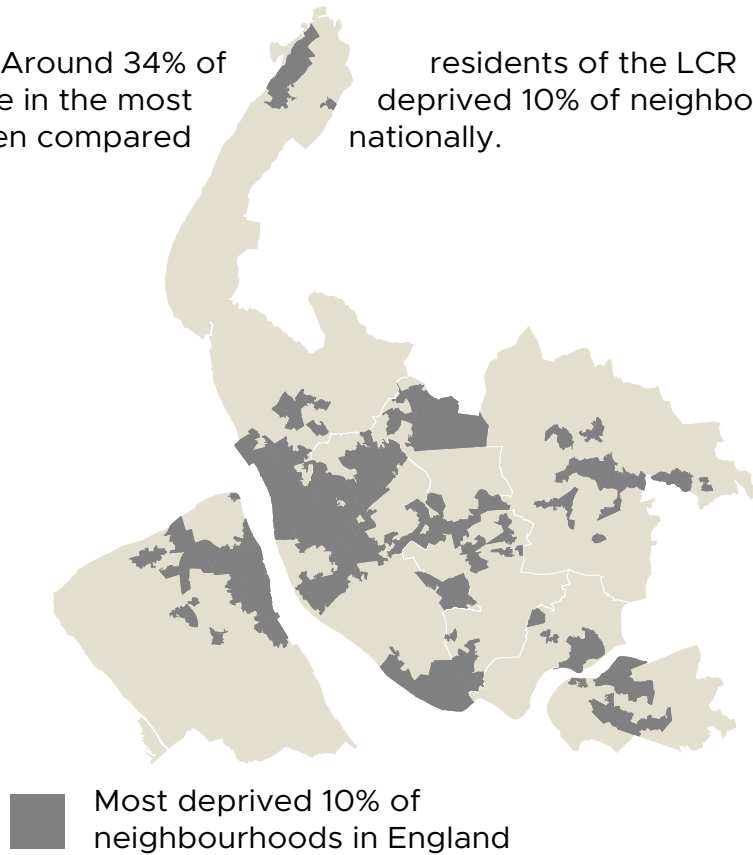 Around 34% of residents of the LCR
e in the most deprived 10% of neighbo
en compared nationally.
Most deprived 10% of
neighbourhoods in England